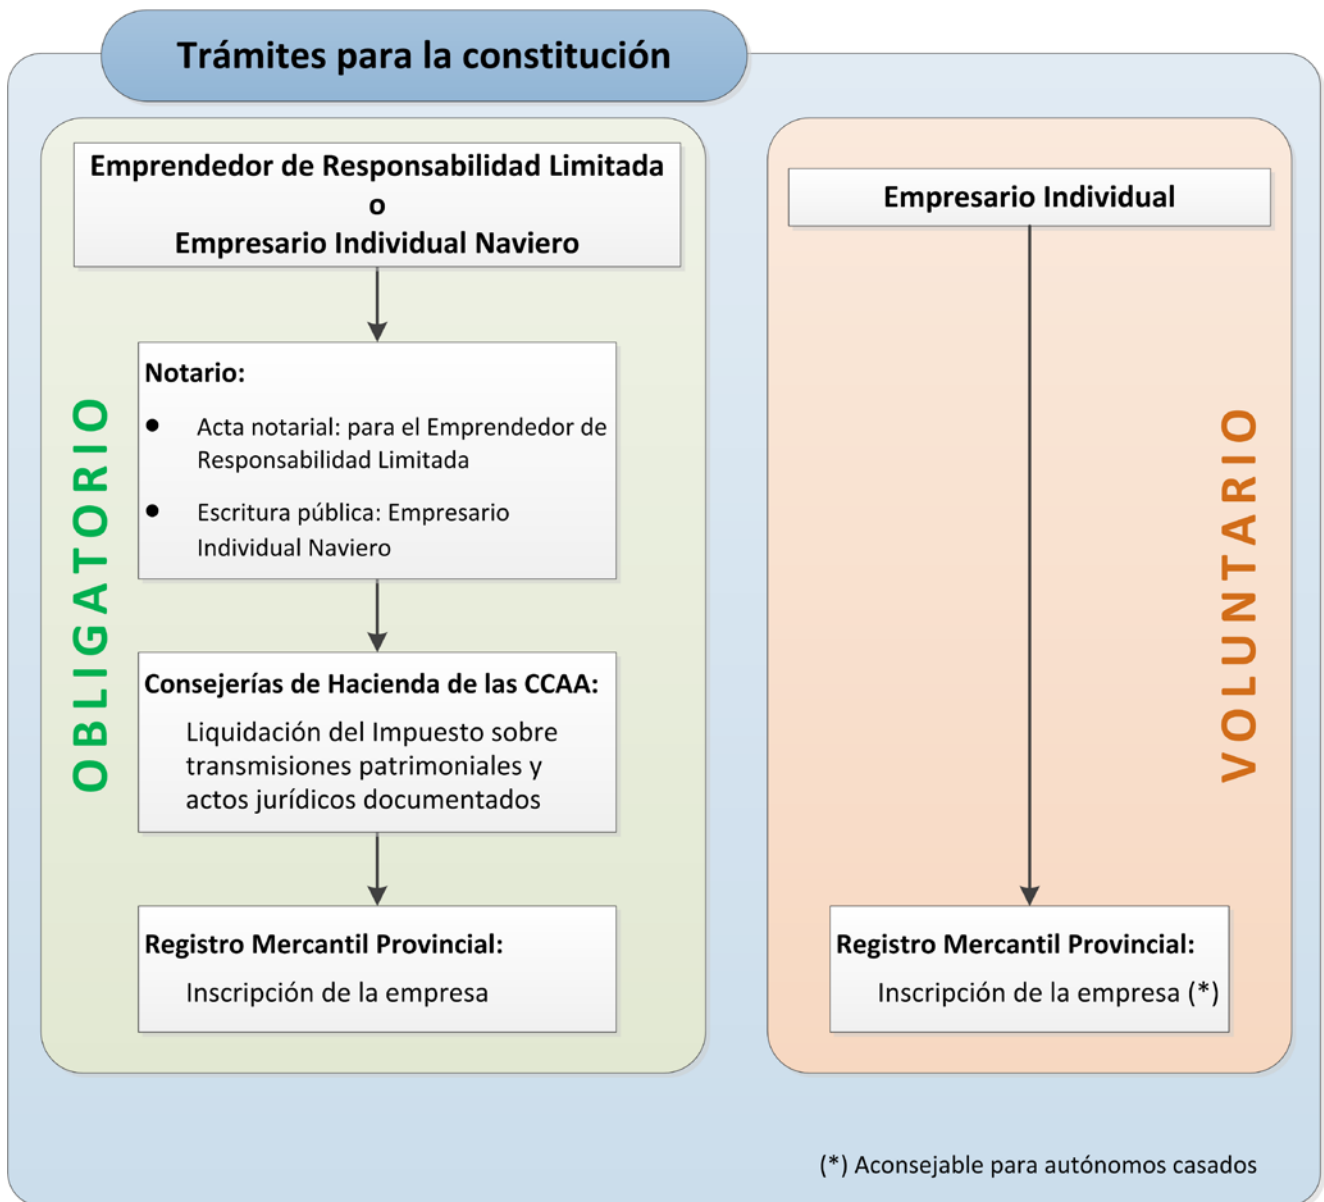 Trámites para la constitución
Emprendedor de Responsabilidad Limitada
o
Empresario Individual Naviero
OBLIGATORIO
Notario:
● Acta notarial: para el Emprendedor de
Responsabilidad Limitada
● Escritura pública: Empresario
Individual Naviero
Consejerías de Hacienda de las CCAA:
Liquidación del Impuesto sobre
transmisiones patrimoniales y
actos jurídicos documentados
Registro Mercantil Provincial:
Inscripción de la empresa
Empresario Individual
VOLUNTARIO
Registro Mercantil Provincial:
Inscripción de la empresa (*)
(*) Aconsejable para autónomos casados